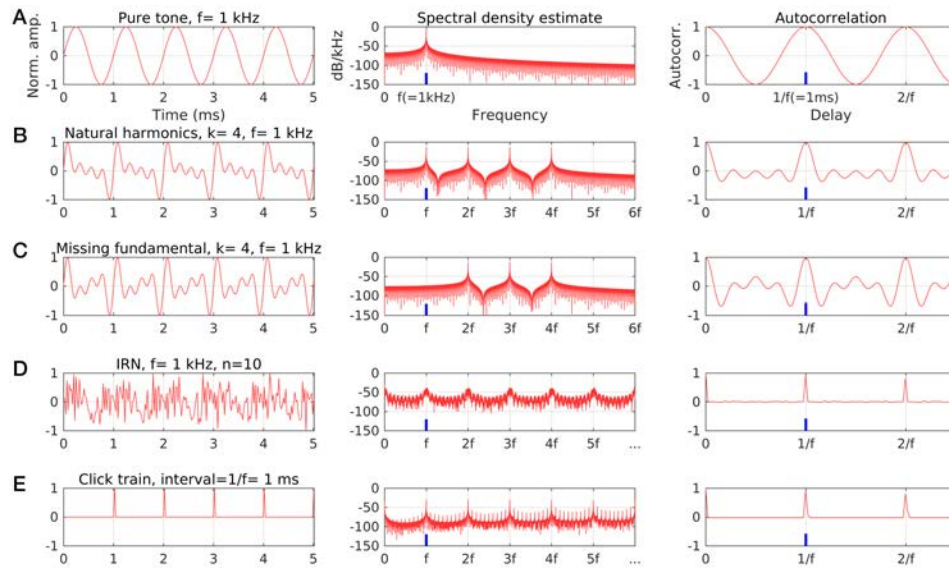 A
Pure tone, f= 1 kHz
Spectral density estimate
Autocorrelation
Norm. amp.
1
0
-1
0 1 2 3 4 5
Time (ms)
dB/kHz
0
-50
-100
-150
0 f(=1kHz)
Frequency
Autocorr.
1
0
-1
0 1/f(=1ms) 2/f
Delay
B
Natural harmonics, k= 4, f= 1 kHz
1
0
-1
0 1 2 3 4 5
0
-50
-100
-150
0 f 2f 3f 4f 5f 6f
1
0
-1
0 1/f 2/f
C
Missing fundamental, k= 4, f= 1 kHz
1
0
-1
0 1 2 3 4 5
0
-50
-100
-150
0 f 2f 3f 4f 5f 6f
1
0
-1
0 1/f 2/f
D
IRN, f= 1 kHz, n=10
1
0
-1
0 1 2 3 4 5
0
-50
-100
-150
0 f 2f 3f 4f 5f ...
1
0
-1
0 1/f 2/f
E
Click train, interval=1/f= 1 ms
1
0
-1
0 1 2 3 4 5
0
-50
-100
-150
0 f 2f 3f 4f 5f ...
1
0
-1
0 1/f 2/f